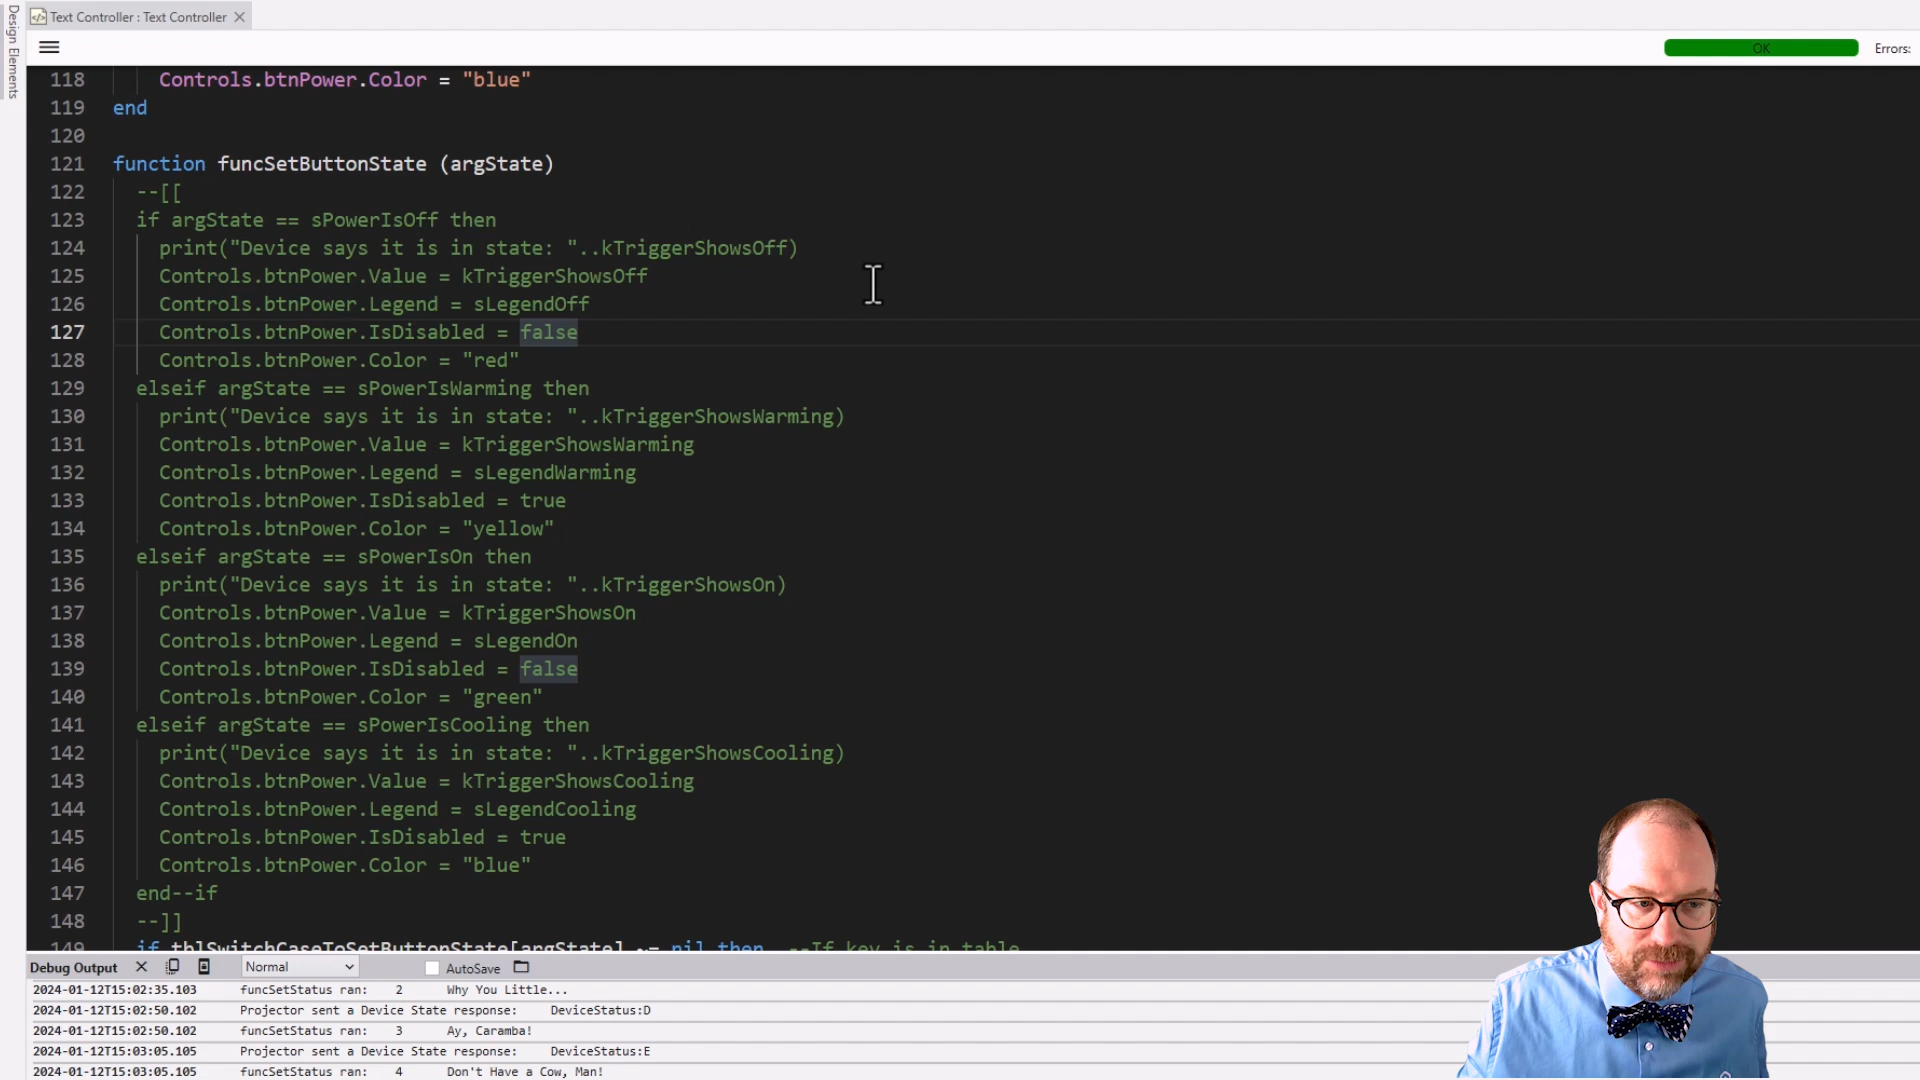 Design Elements
Text Controller : Text Controller
OK
Errors:
118 Controls.btnPower.Color = "blue"
119 end
120
121 function funcSetButtonState (argState)
122 --[[
123 if argState == sPowerIsOff then
124 print("Device says it is in state: "..kTriggerShowsOff)
125 Controls.btnPower.Value = kTriggerShowsOff
126 Controls.btnPower.Legend = sLegendOff
127 Controls.btnPower.IsDisabled = false
128 Controls.btnPower.Color = "red"
129 elseif argState == sPowerIsWarming then
130 print("Device says it is in state: "..kTriggerShowsWarming)
131 Controls.btnPower.Value = kTriggerShowsWarming
132 Controls.btnPower.Legend = sLegendWarming
133 Controls.btnPower.IsDisabled = true
134 Controls.btnPower.Color = "yellow"
135 elseif argState == sPowerIsOn then
136 print("Device says it is in state: "..kTriggerShowsOn)
137 Controls.btnPower.Value = kTriggerShowsOn
138 Controls.btnPower.Legend = sLegendOn
139 Controls.btnPower.IsDisabled = false
140 Controls.btnPower.Color = "green"
141 elseif argState == sPowerIsCooling then
142 print("Device says it is in state: "..kTriggerShowsCooling)
143 Controls.btnPower.Value = kTriggerShowsCooling
144 Controls.btnPower.Legend = sLegendCooling
145 Controls.btnPower.IsDisabled = true
146 Controls.btnPower.Color = "blue"
147 end--if
148 --]]
149 if tblSwitchCaseToSetButtonState[argState] ~= nil then --If key is in table
Debug Output Normal AutoSave
2024-01-12T15:02:35.103 funcSetStatus ran: 2 Why You Little...
2024-01-12T15:02:50.102 Projector sent a Device State response: DeviceStatus:D
2024-01-12T15:02:50.102 funcSetStatus ran: 3 Ay, Caramba!
2024-01-12T15:03:05.105 Projector sent a Device State response: DeviceStatus:E
2024-01-12T15:03:05.105 funcSetStatus ran: 4 Don't Have a Cow, Man!